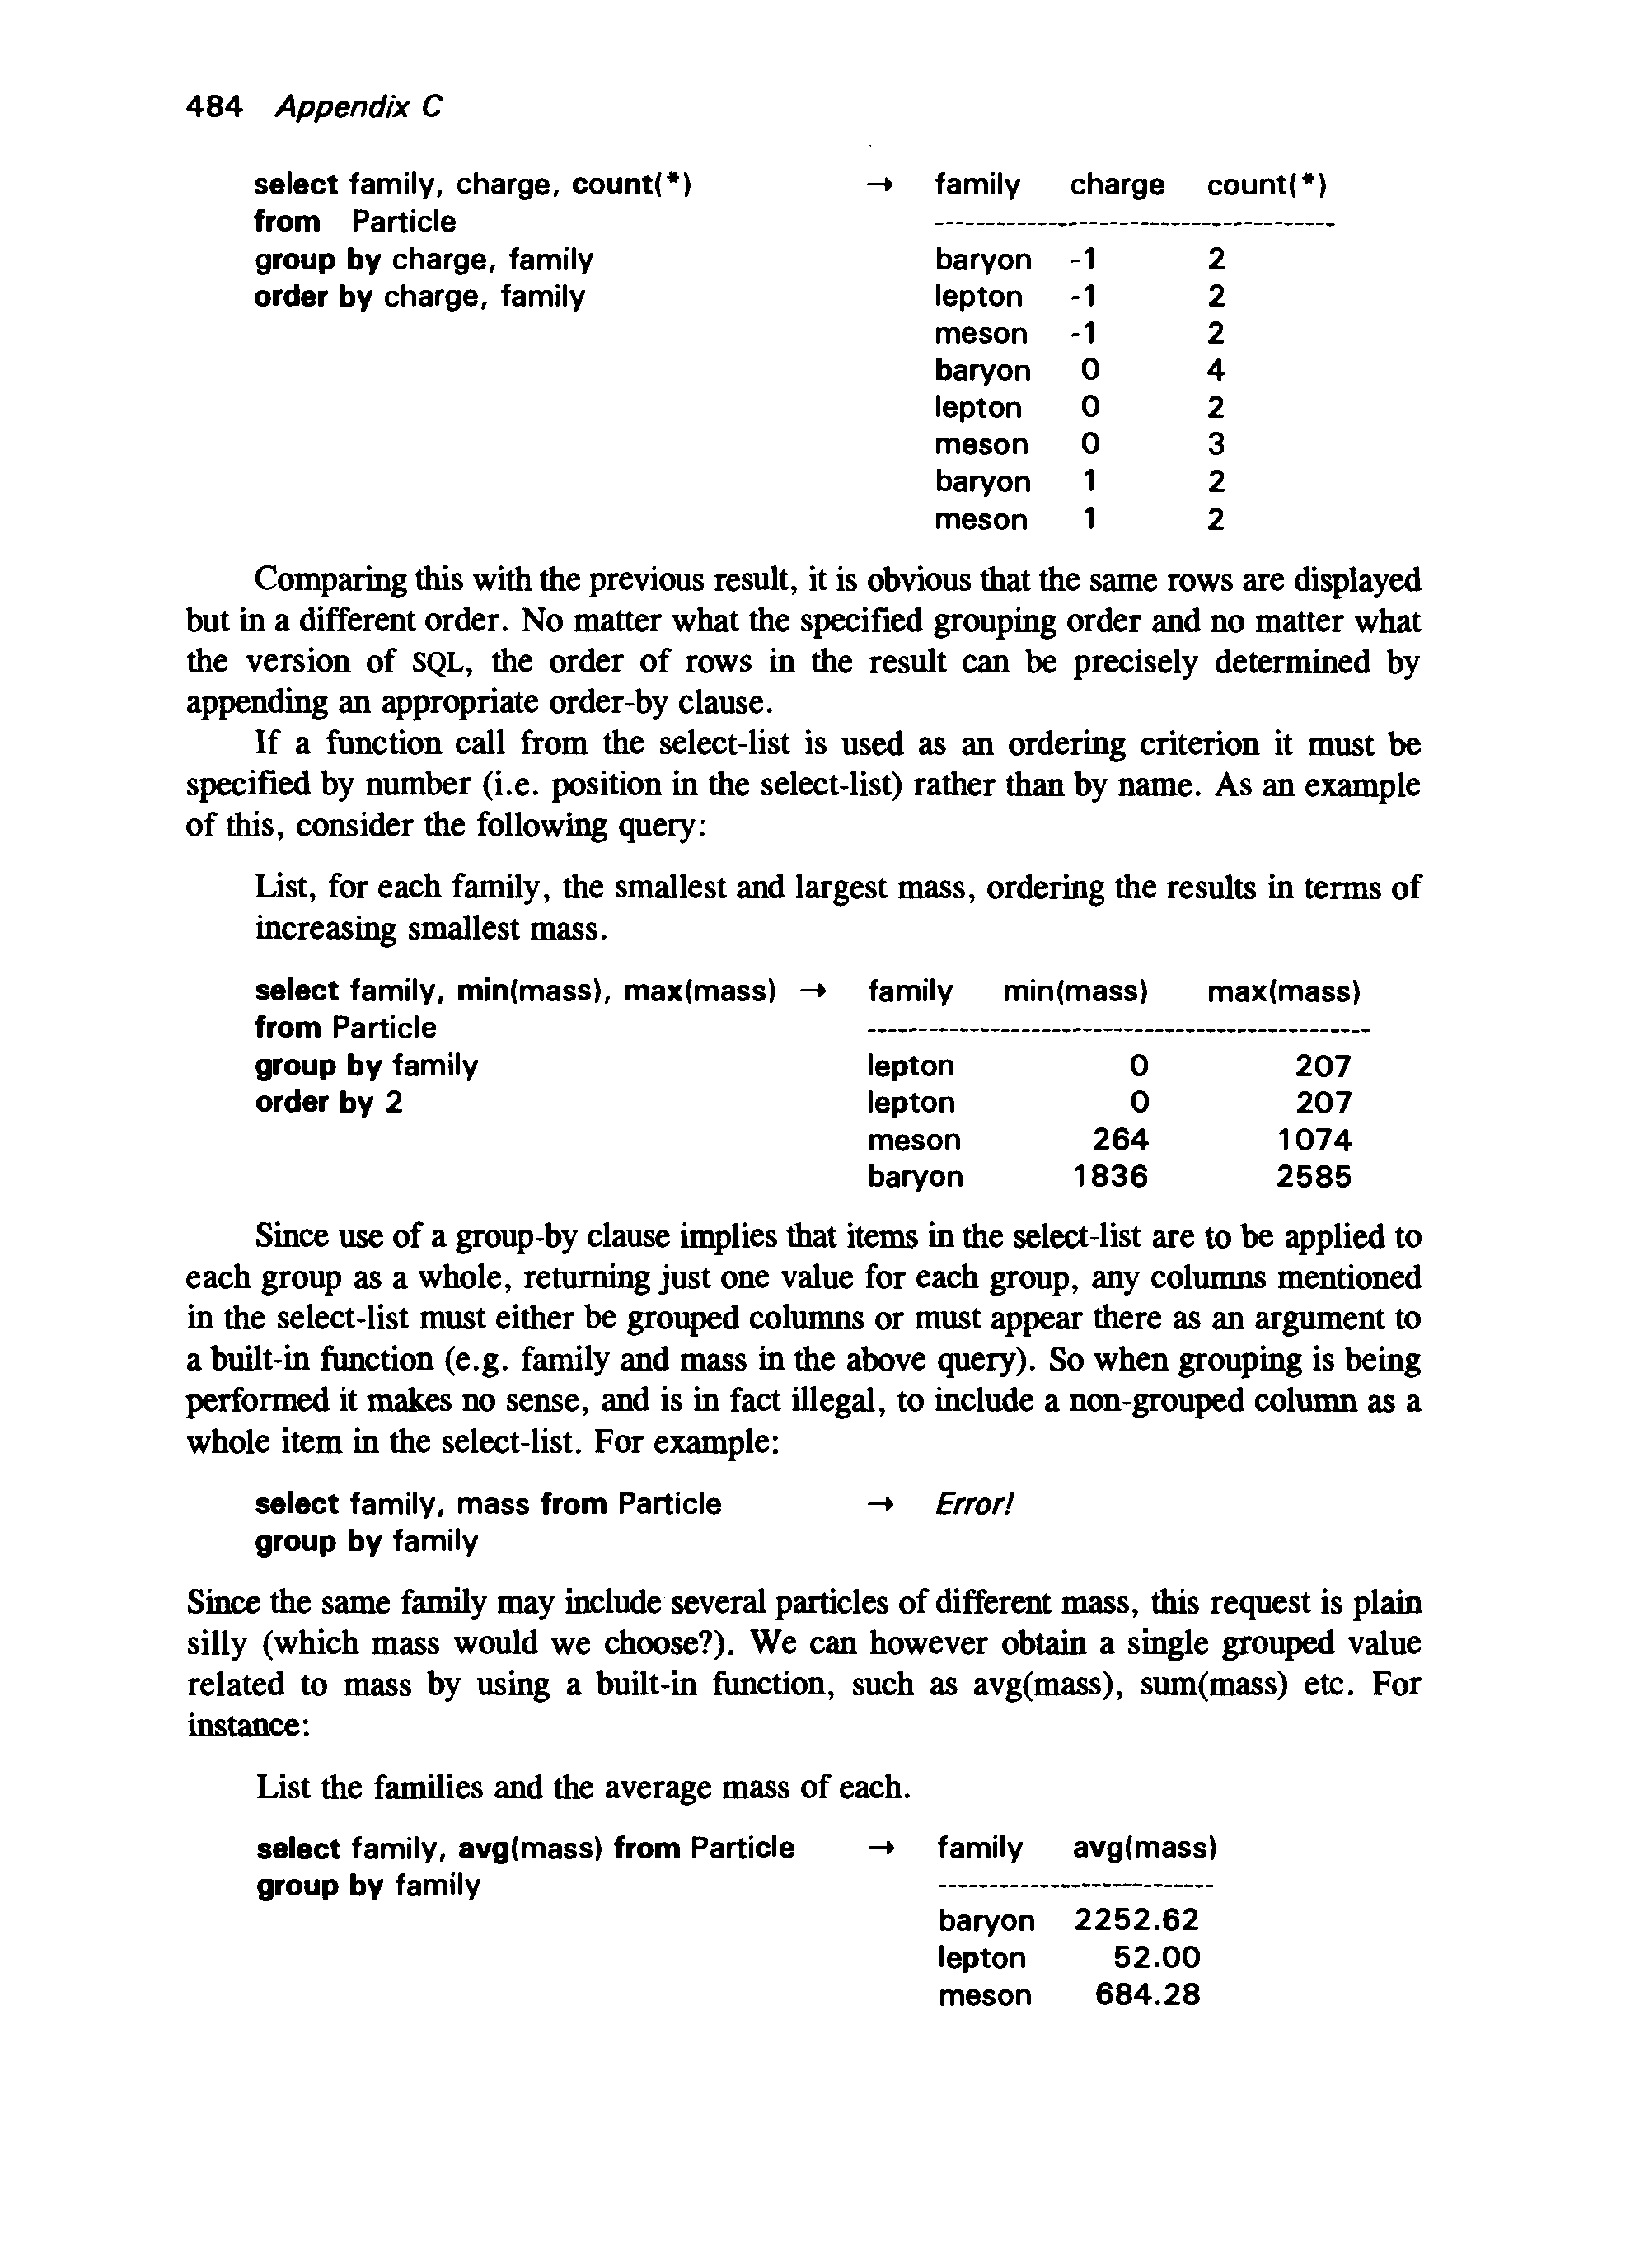 484 Appendix C
select family, charge, count(*) → family charge count(*)
from Particle ---------------------------------------
group by charge, family baryon -1 2
order by charge, family lepton -1 2
meson -1 2
baryon 0 4
lepton 0 2
meson 0 3
baryon 1 2
meson 1 2
Comparing this with the previous result, it is obvious that the same rows are displayed
but in a different order. No matter what the specified grouping order and no matter what
the version of SQL, the order of rows in the result can be precisely determined by
appending an appropriate order-by clause.
If a function call from the select-list is used as an ordering criterion it must be
specified by number (i.e. position in the select-list) rather than by name. As an example
of this, consider the following query:
List, for each family, the smallest and largest mass, ordering the results in terms of
increasing smallest mass.
select family, min(mass), max(mass) → family min(mass) max(mass)
from Particle -------------------------------------------------
group by family lepton 0 207
order by 2 lepton 0 207
meson 264 1074
baryon 1836 2585
Since use of a group-by clause implies that items in the select-list are to be applied to
each group as a whole, returning just one value for each group, any columns mentioned
in the select-list must either be grouped columns or must appear there as an argument to
a built-in function (e.g. family and mass in the above query). So when grouping is being
performed it makes no sense, and is in fact illegal, to include a non-grouped column as a
whole item in the select-list. For example:
select family, mass from Particle → Error!
group by family
Since the same family may include several particles of different mass, this request is plain
silly (which mass would we choose?). We can however obtain a single grouped value
related to mass by using a built-in function, such as avg(mass), sum(mass) etc. For
instance:
List the families and the average mass of each.
select family, avg(mass) from Particle → family avg(mass)
group by family ---------------------------
baryon 2252.62
lepton 52.00
meson 684.28